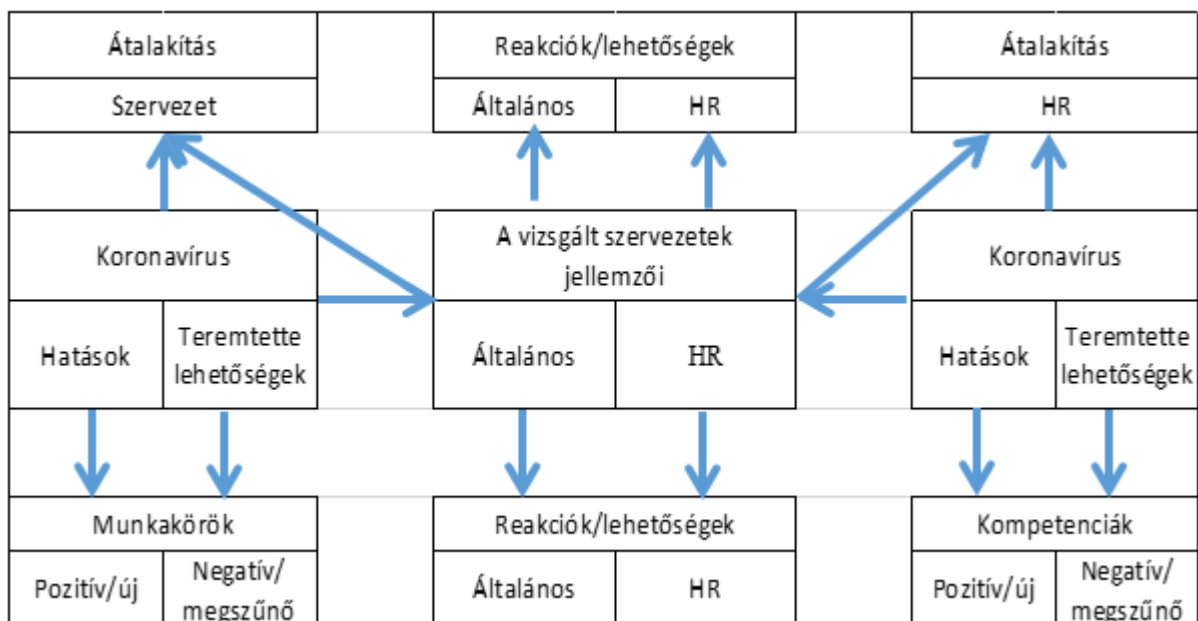 Átalakítás
Reakciók/lehetőségek
Átalakítás
Szervezet
Általános
HR
HR
Koronavírus
A vizsgált szervezetek
jellemzői
Koronavírus
Hatások
Teremtette
lehetőségek
Általános
HR
Hatások
Teremtette
lehetőségek
Munkakörök
Reakciók/lehetőségek
Kompetenciák
Pozitív/új
Negatív/
megszűnő
Általános
HR
Pozitív/új
Negatív/
megszűnő